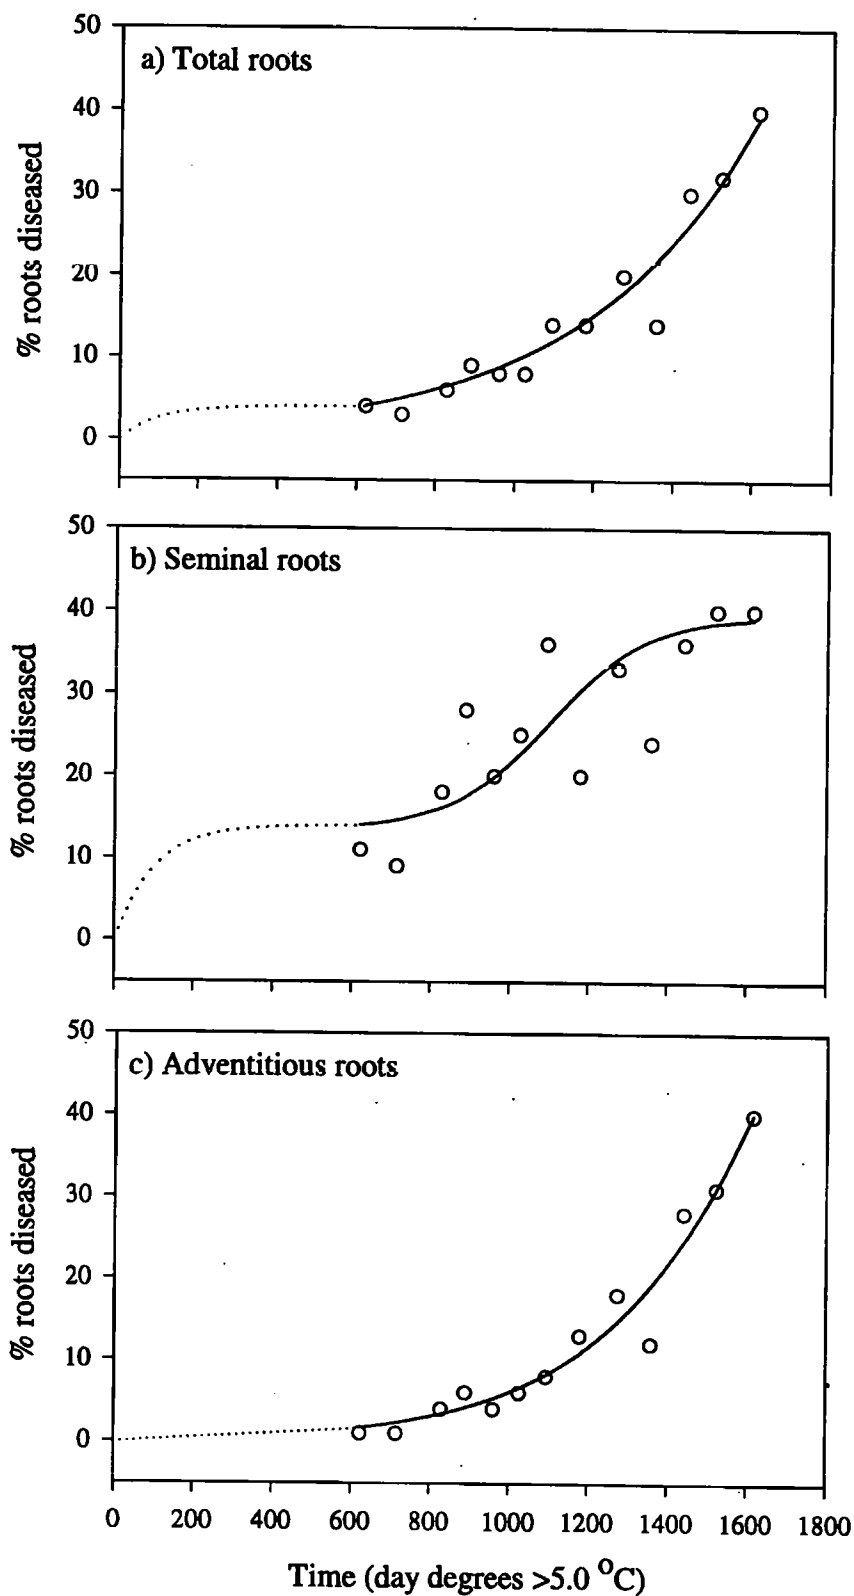 50
a) Total roots
40
30
20
10
0
% roots diseased
50
b) Seminal roots
40
30
20
10
0
% roots diseased
50
c) Adventitious roots
40
30
20
10
0
% roots diseased
0 200 400 600 800 1000 1200 1400 1600 1800
Time (day degrees >5.0 °C)